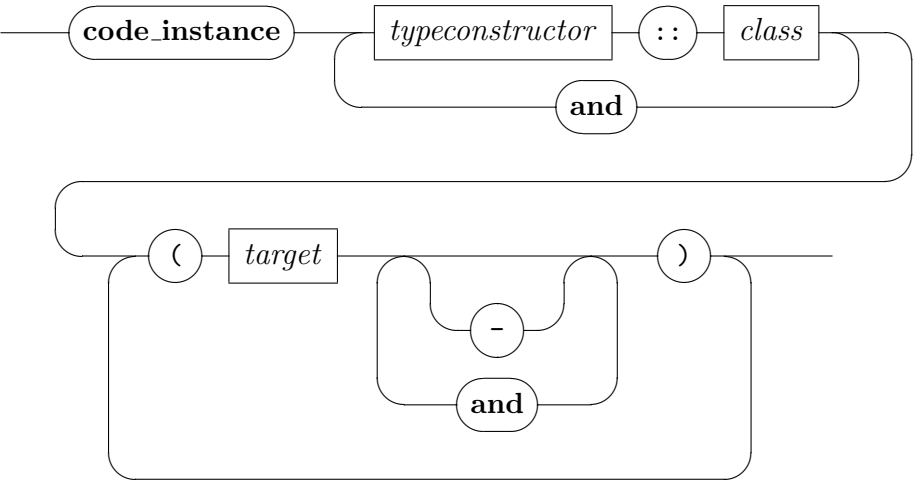 code_instance typeconstructor :: class
and
( target )
-
and